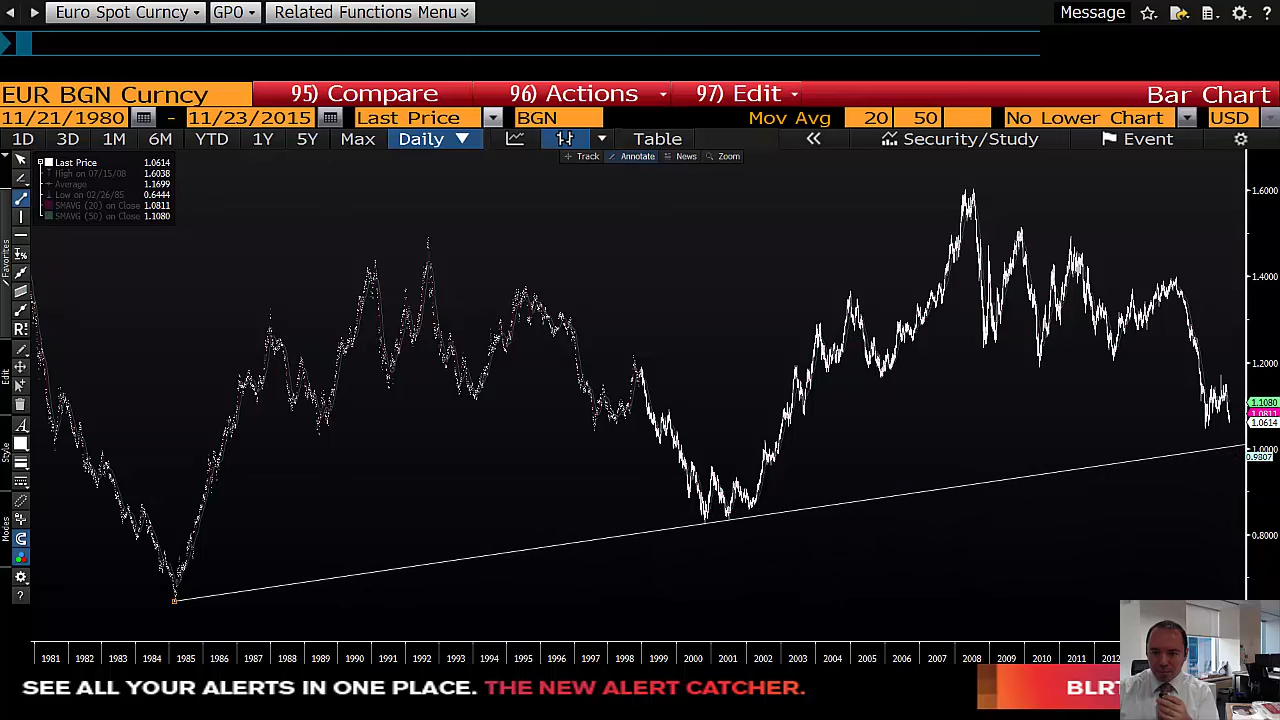 Euro Spot Curncy GPO Related Functions Menu Message ?
EUR BGN Curncy 95) Compare 96) Actions 97) Edit Bar Chart
11/21/1980 - 11/23/2015 Last Price BGN Mov Avg 20 50 No Lower Chart USD
1D 3D 1M 6M YTD 1Y 5Y Max Daily Table Security/Study Event
Track Annotate News Zoom
Last Price 1.0614
High on 07/15/08 1.6038
Average 1.1699
Low on 02/26/85 0.6444
SMAVG (20) on Close 1.0811
SMAVG (50) on Close 1.1080
Favorites
Edit
Style
Modes
1.6000
1.4000
1.2000
1.1080
1.0811
1.0614
1.0000
0.9807
0.8000
1981 1982 1983 1984 1985 1986 1987 1988 1989 1990 1991 1992 1993 1994 1995 1996 1997 1998 1999 2000 2001 2002 2003 2004 2005 2006 2007 2008 2009 2010 2011
SEE ALL YOUR ALERTS IN ONE PLACE. THE NEW ALERT CATCHER. BLRT